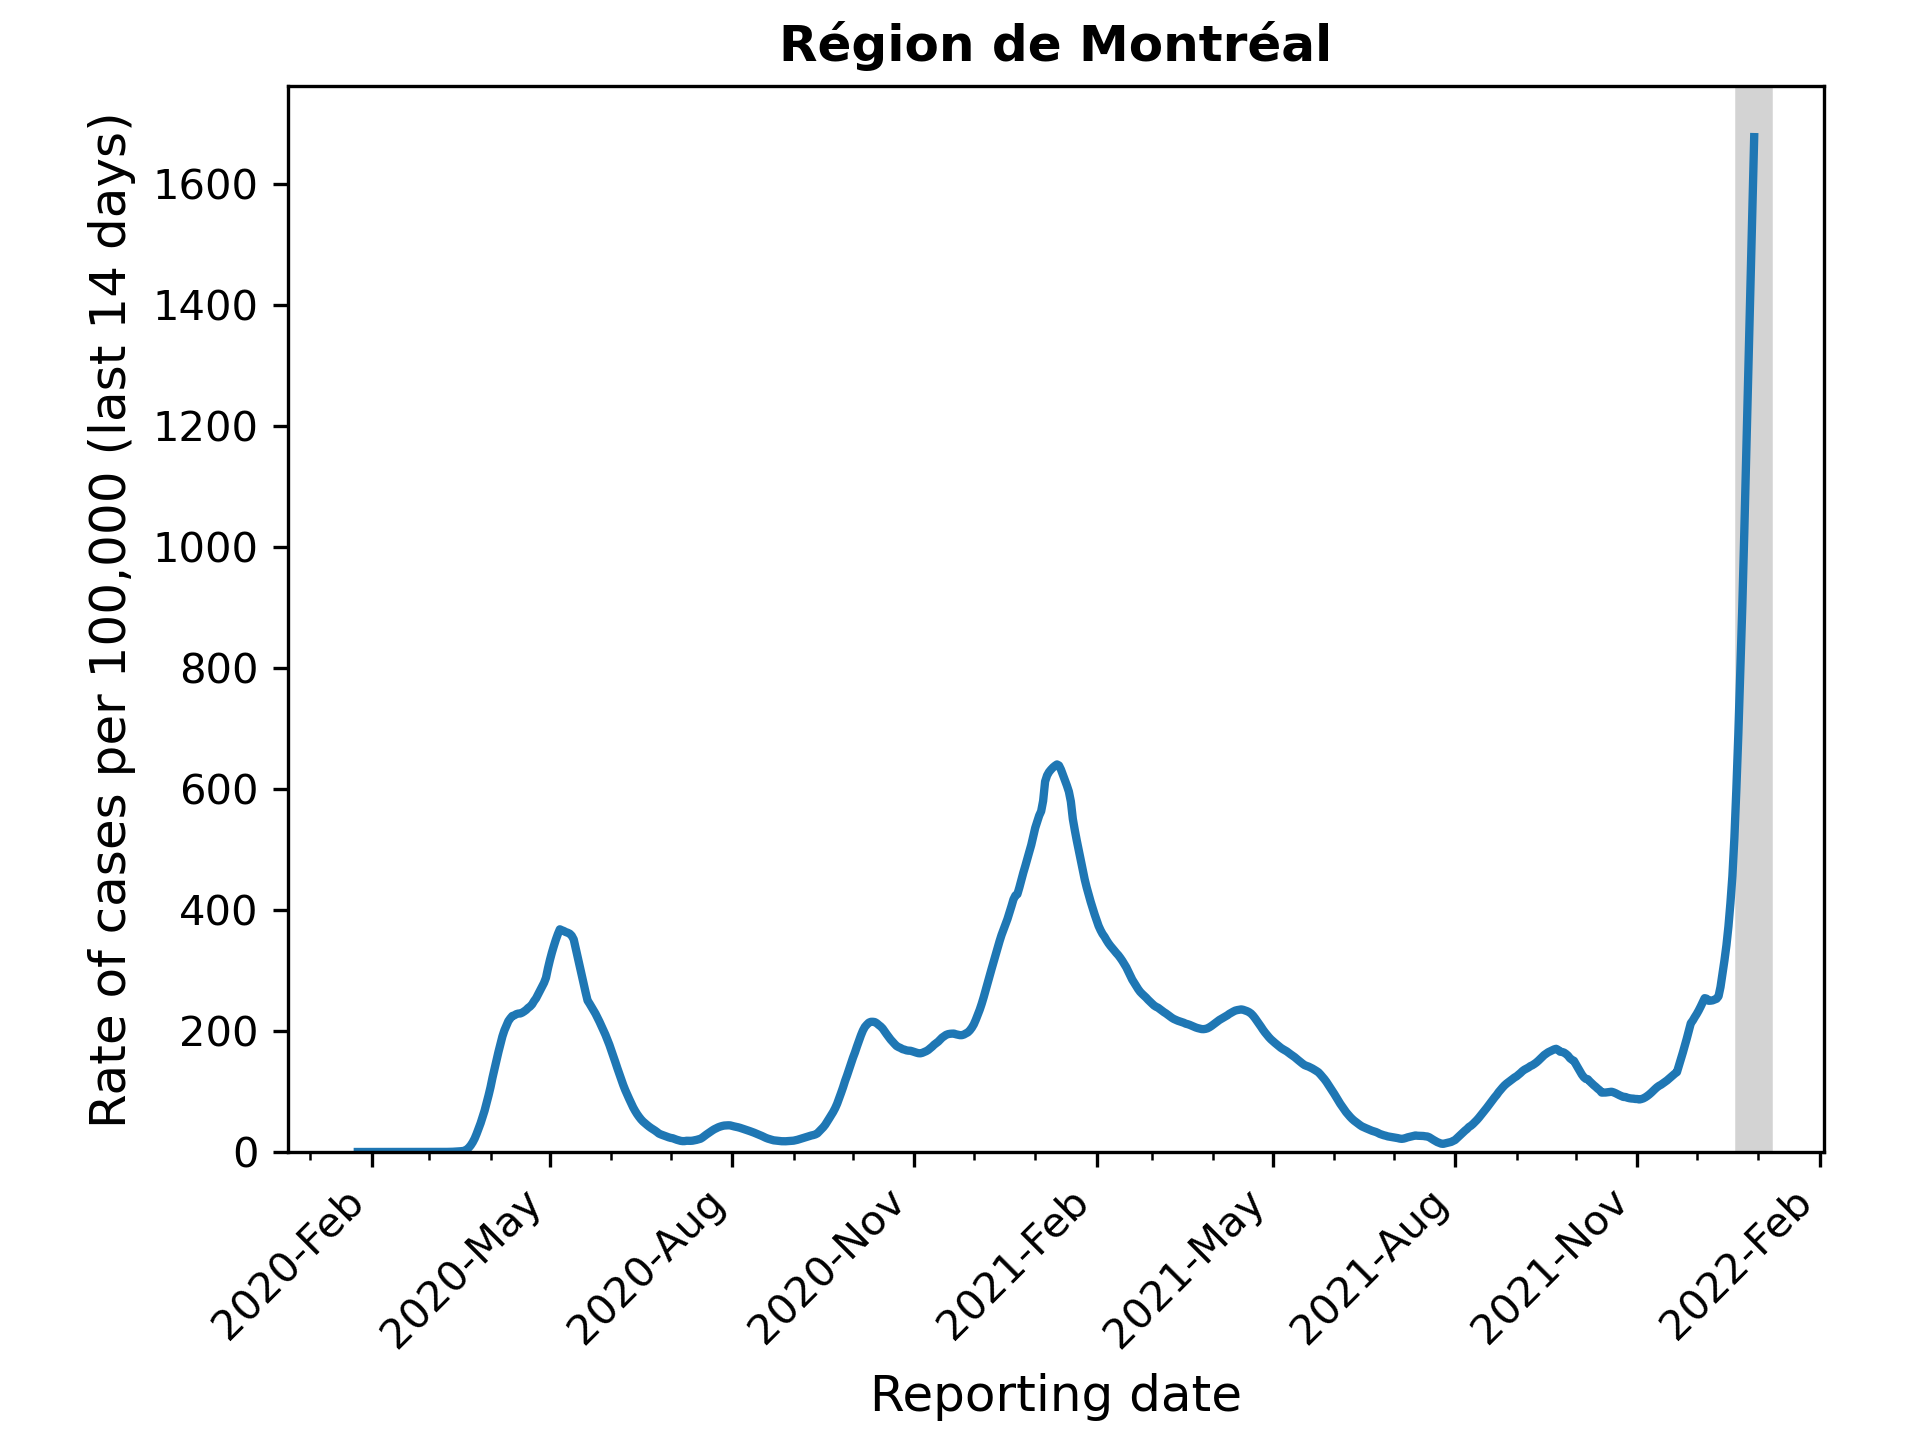 Région de Montréal
Rate of cases per 100,000 (last 14 days)
1600
1400
1200
1000
800
600
400
200
0
2020-Feb
2020-May
2020-Aug
2020-Nov
2021-Feb
2021-May
2021-Aug
2021-Nov
2022-Feb
Reporting date